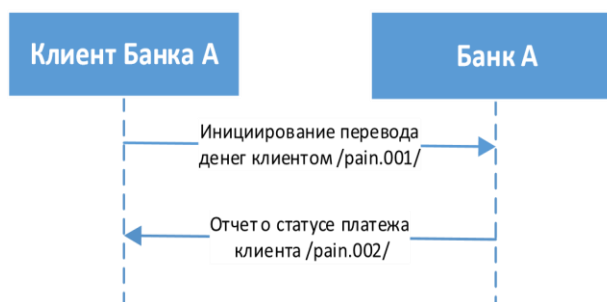 Клиент Банка А
Банк А
Инициирование перевода
денег клиентом /pain.001/
Отчет о статусе платежа
клиента /pain.002/